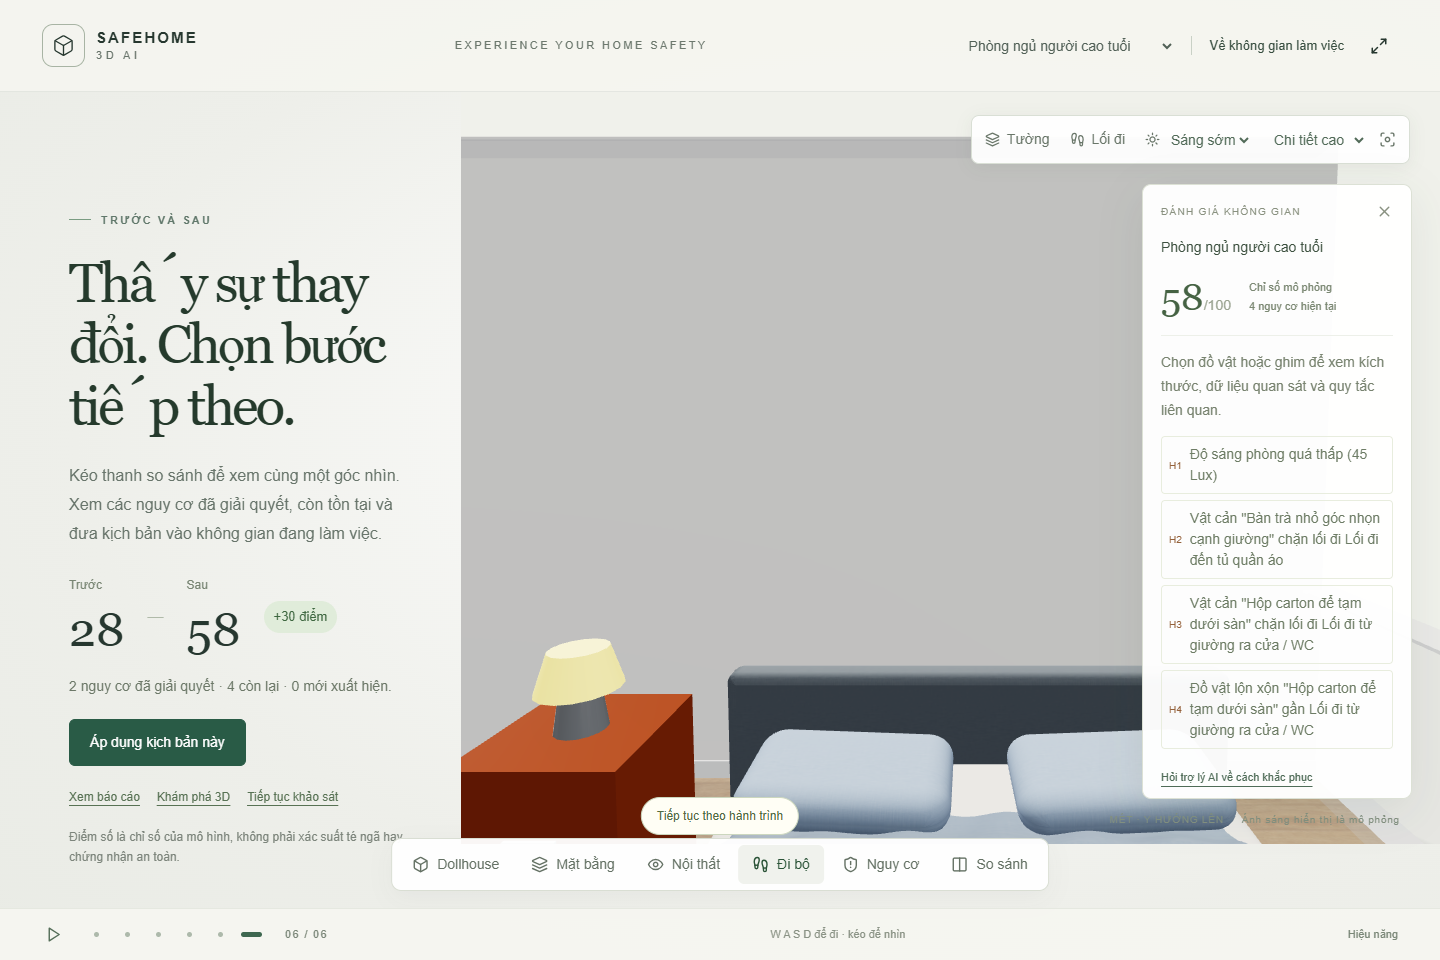 SAFEHOME
3D AI
EXPERIENCE YOUR HOME SAFETY
Phòng ngủ người cao tuổi
Về không gian làm việc
Tường
Lối đi
Sáng sớm
Chi tiết cao
TRƯỚC VÀ SAU
Thấy sự thay
đổi. Chọn bước
tiếp theo.
Kéo thanh so sánh để xem cùng một góc nhìn.
Xem các nguy cơ đã giải quyết, còn tồn tại và
đưa kịch bản vào không gian đang làm việc.
Trước
Sau
28
58
+30 điểm
2 nguy cơ đã giải quyết · 4 còn lại · 0 mới xuất hiện.
Áp dụng kịch bản này
Xem báo cáo
Khám phá 3D
Tiếp tục khảo sát
Điểm số là chỉ số của mô hình, không phải xác suất té ngã hay
chứng nhận an toàn.
ĐÁNH GIÁ KHÔNG GIAN
Phòng ngủ người cao tuổi
58/100
Chỉ số mô phỏng
4 nguy cơ hiện tại
Chọn đồ vật hoặc ghim để xem kích
thước, dữ liệu quan sát và quy tắc
liên quan.
H1
Độ sáng phòng quá thấp (45
Lux)
H2
Vật cản "Bàn trà nhỏ góc nhọn
cạnh giường" chặn lối đi Lối đi
đến tủ quần áo
H3
Vật cản "Hộp carton để tạm
dưới sàn" chặn lối đi Lối đi từ
giường ra cửa / WC
H4
Đồ vật lộn xộn "Hộp carton để
tạm dưới sàn" gần Lối đi từ
giường ra cửa / WC
Hỏi trợ lý AI về cách khắc phục
MÉT · Y HƯỚNG LÊN · Ánh sáng hiển thị là mô phỏng
Tiếp tục theo hành trình
Dollhouse
Mặt bằng
Nội thất
Đi bộ
Nguy cơ
So sánh
06 / 06
WASD để đi · kéo để nhìn
Hiệu năng